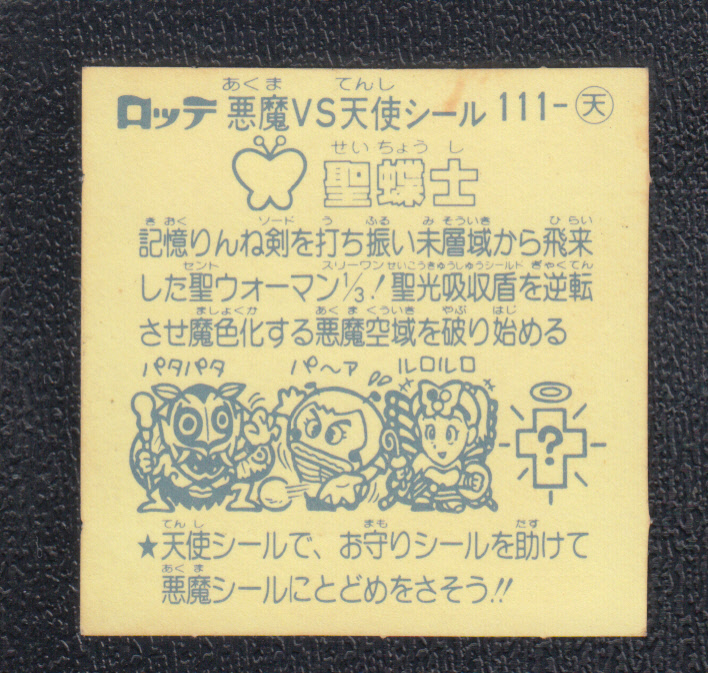 ロッテ 悪魔VS天使シール 111-天
あくま てんし
聖蝶士
せいちょうし
記憶りんね剣を打ち振い未層域から飛来
きおく ソード う ふる みそういき ひらい
した聖ウォーマン1/3!聖光吸収盾を逆転
セント スリーワン せいこうきゅうしゅうシールド ぎゃくてん
させ魔色化する悪魔空域を破り始める
ましょくか あくまくういき やぶ はじ
パタパタ パ〜ァ ルロルロ
?
★天使シールで、お守りシールを助けて
てんし まも たす
悪魔シールにとどめをさそう!!
あくま